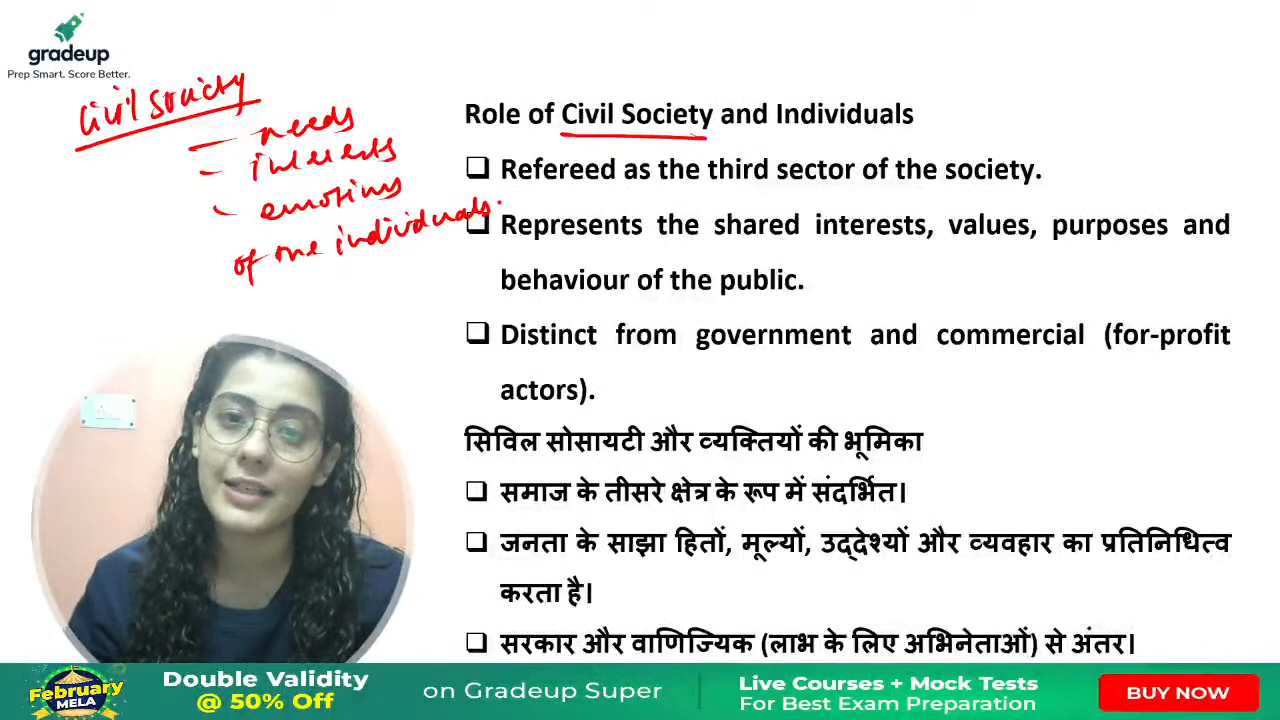 gradeup
Prep Smart. Score Better.
Civil Society
- needs
- interests
- emotions
of the individuals.
Role of Civil Society and Individuals
Refereed as the third sector of the society.
Represents the shared interests, values, purposes and
behaviour of the public.
Distinct from government and commercial (for-profit
actors).
सिविल सोसायटी और व्यक्तियों की भूमिका
समाज के तीसरे क्षेत्र के रूप में संदर्भित।
जनता के साझा हितों, मूल्यों, उद्देश्यों और व्यवहार का प्रतिनिधित्व
करता है।
सरकार और वाणिज्यिक (लाभ के लिए अभिनेताओं) से अंतर।
February
MELA
Double Validity
@ 50% Off
on Gradeup Super
Live Courses + Mock Tests
For Best Exam Preparation
BUY NOW